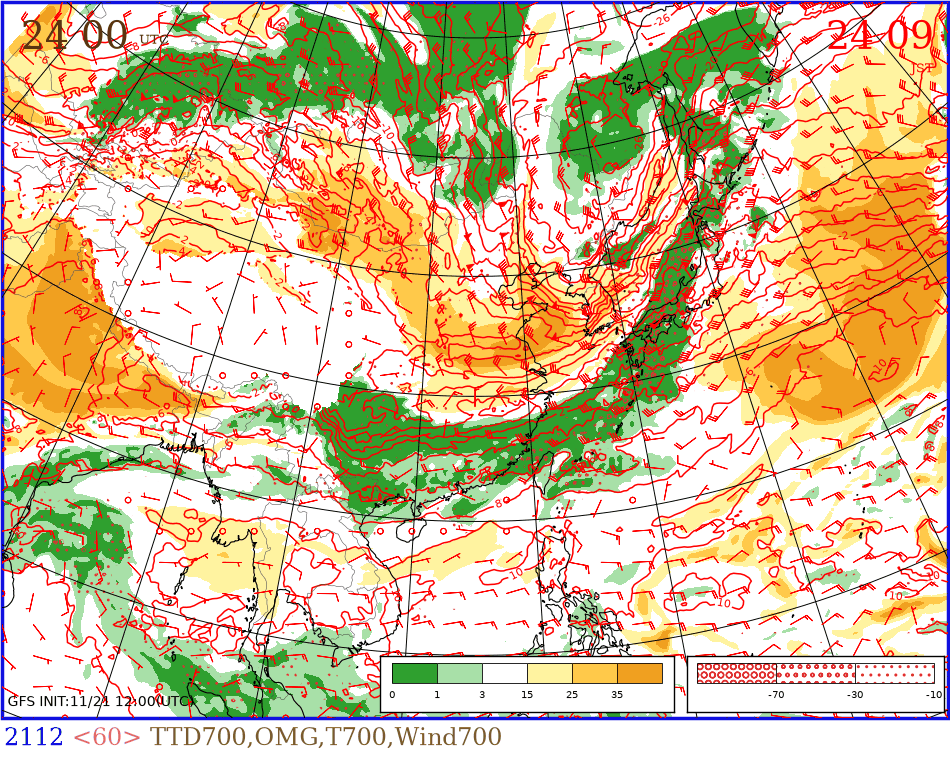 24 00 UTC
24 09 JST
0 1 3 15 25 35
-70 -30 -10
GFS INIT:11/21 12:00(UTC)
2112 <60> TTD700,OMG,T700,Wind700